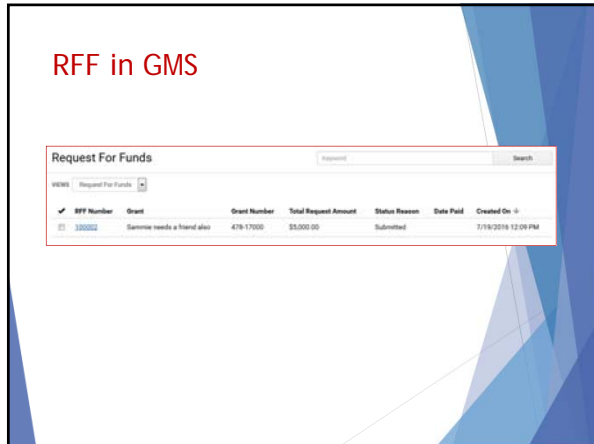 RFF in GMS
Request For Funds Keyword Search
VIEWS Request For Funds
RFF Number Grant Grant Number Total Request Amount Status Reason Date Paid Created On
100002 Sammie needs a friend also 478-17000 $5,000.00 Submitted 7/19/2016 12:09 PM